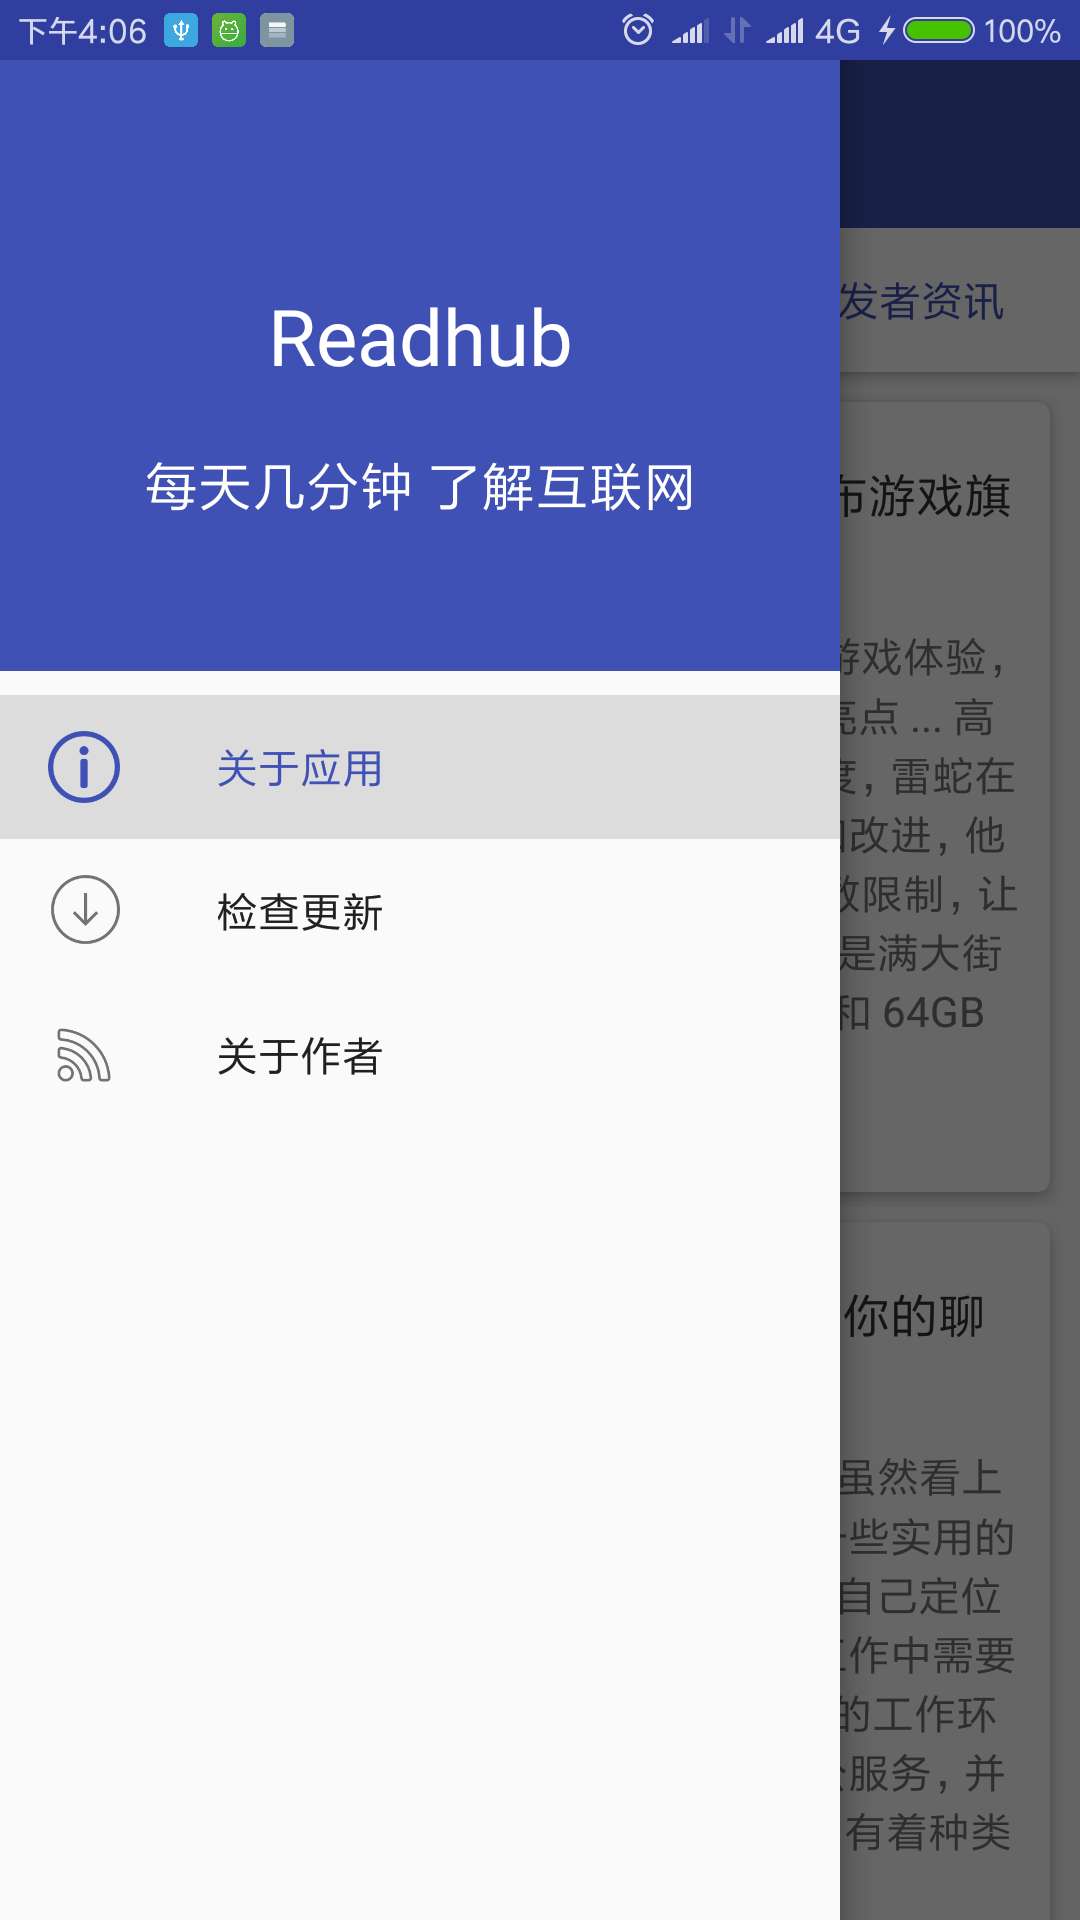 下午4:06 4G 100%
Readhub
每天几分钟 了解互联网
关于应用
检查更新
关于作者
发者资讯
布游戏旗
游戏体验，
亮点 ... 高
度，雷蛇在
改进，他
限制，让
是满大街
和 64GB
你的聊
虽然看上
些实用的
自己定位
作中需要
的工作环
服务，并
有着种类